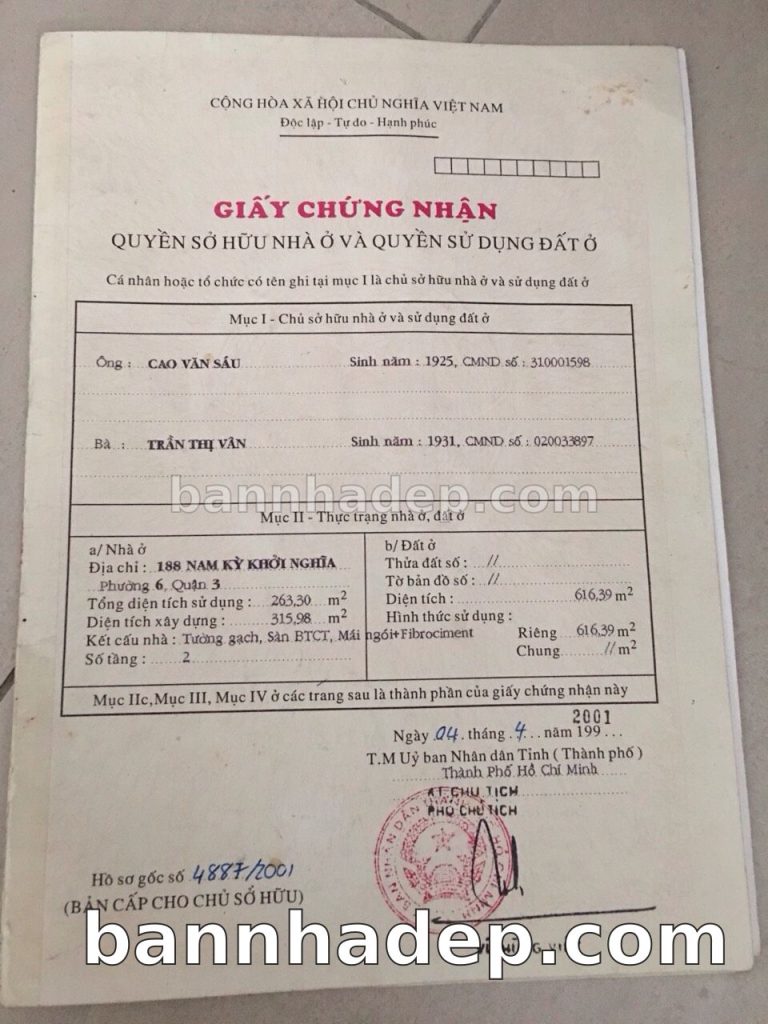 CỘNG HÒA XÃ HỘI CHỦ NGHĨA VIỆT NAM
Độc lập - Tự do - Hạnh phúc
GIẤY CHỨNG NHẬN
QUYỀN SỞ HỮU NHÀ Ở VÀ QUYỀN SỬ DỤNG ĐẤT Ở
Cá nhân hoặc tổ chức có tên ghi tại mục I là chủ sở hữu nhà ở và sử dụng đất ở
Mục I - Chủ sở hữu nhà ở và sử dụng đất ở
Ông : CAO VĂN SÁU Sinh năm : 1925, CMND số : 310001598
Bà : TRẦN THỊ VÂN Sinh năm : 1931, CMND số : 020033897
bannhadep.com
Mục II - Thực trạng nhà ở, đất ở
a/ Nhà ở
Địa chỉ : 188 NAM KỲ KHỞI NGHĨA
Phường 6, Quận 3
Tổng diện tích sử dụng : 263,30 m2
Diện tích xây dựng : 315,98 m2
Kết cấu nhà : Tường gạch, Sàn BTCT, Mái ngói+Fibrociment
Số tầng : 2
b/ Đất ở
Thửa đất số : //
Tờ bản đồ số : //
Diện tích : 616,39 m2
Hình thức sử dụng :
Riêng 616,39 m2
Chung // m2
Mục IIc, Mục III, Mục IV ở các trang sau là thành phần của giấy chứng nhận này
2001
Ngày 04 tháng 4 năm 199...
T.M Uỷ ban Nhân dân Tỉnh ( Thành phố )
Thành Phố Hồ Chí Minh
KT CHỦ TỊCH
PHÓ CHỦ TỊCH
Hồ sơ gốc số 4887/2001
(BẢN CẤP CHO CHỦ SỞ HỮU)
bannhadep.com